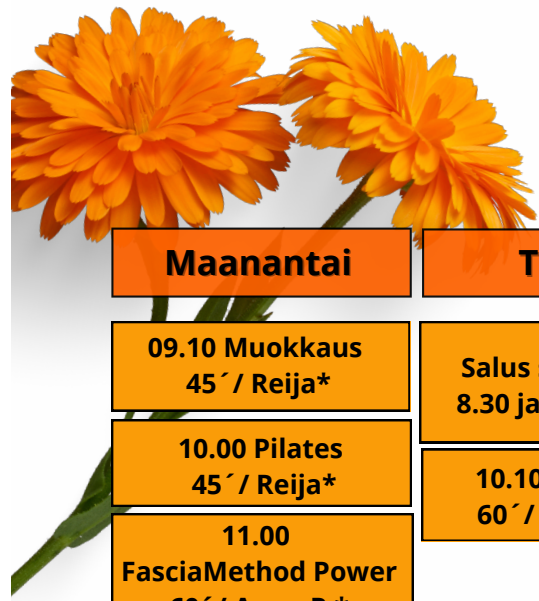 Maanantai
09.10 Muokkaus
45´/ Reija*
10.00 Pilates
45´/ Reija*
11.00
FasciaMethod Power
T
Salus
8.30 ja
10.10
60´/